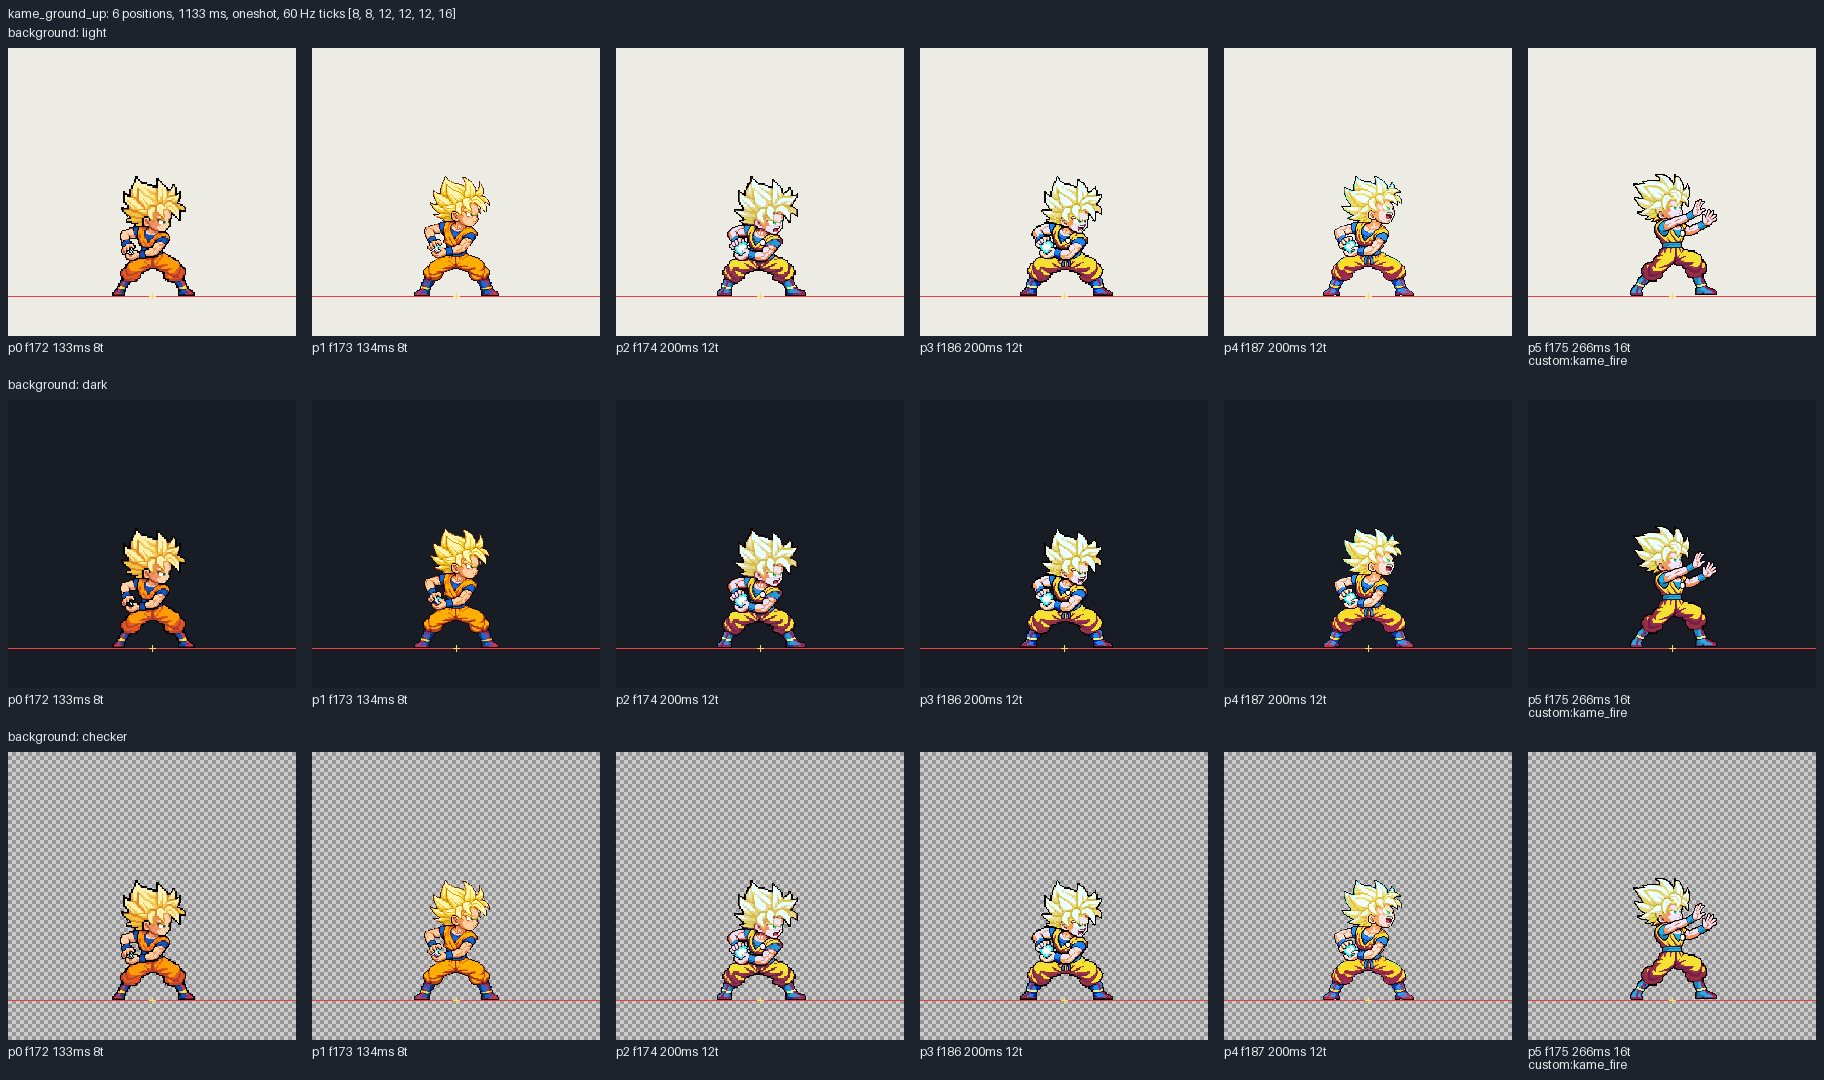 kame_ground_up: 6 positions, 1133 ms, oneshot, 60 Hz ticks [8, 8, 12, 12, 12, 16]
background: light
p0 f172 133ms 8t
p1 f173 134ms 8t
p2 f174 200ms 12t
p3 f186 200ms 12t
p4 f187 200ms 12t
p5 f175 266ms 16t
custom:kame_fire
background: dark
p0 f172 133ms 8t
p1 f173 134ms 8t
p2 f174 200ms 12t
p3 f186 200ms 12t
p4 f187 200ms 12t
p5 f175 266ms 16t
custom:kame_fire
background: checker
p0 f172 133ms 8t
p1 f173 134ms 8t
p2 f174 200ms 12t
p3 f186 200ms 12t
p4 f187 200ms 12t
p5 f175 266ms 16t
custom:kame_fire